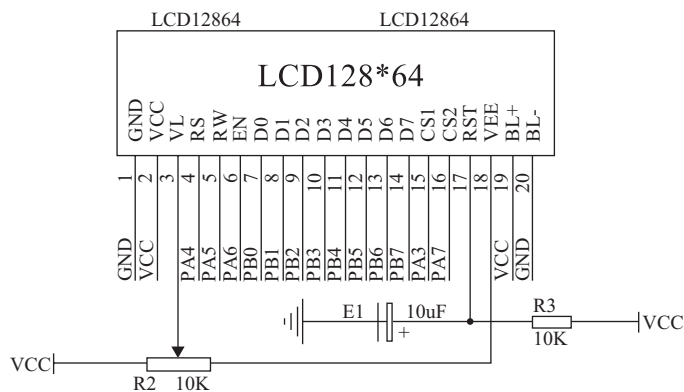 LCD12864 LCD12864
LCD128*64
GND VCC VL RS RW EN D0 D1 D2 D3 D4 D5 D6 D7 CS1 CS2 RST VEE BL+ BL-
1 2 3 4 5 6 7 8 9 10 11 12 13 14 15 16 17 18 19 20
GND VCC PA4 PA5 PA6 PB0 PB1 PB2 PB3 PB4 PB5 PB6 PB7 PA3 PA7 VCC GND
E1 10uF R3
+
10K VCC
VCC
R2 10K